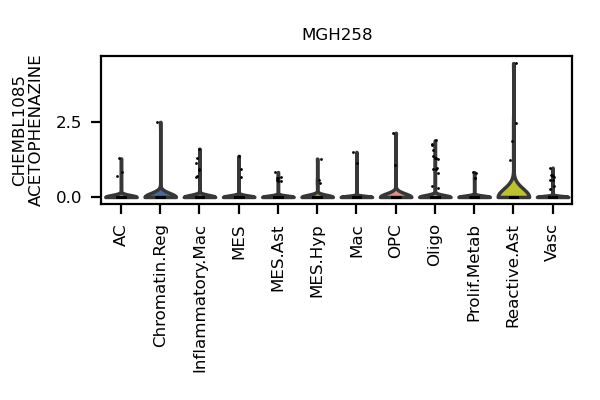 MGH258
CHEMBL1085
ACETOPHENAZINE
2.5
0.0
AC
Chromatin.Reg
Inflammatory.Mac
MES
MES.Ast
MES.Hyp
Mac
OPC
Oligo
Prolif.Metab
Reactive.Ast
Vasc